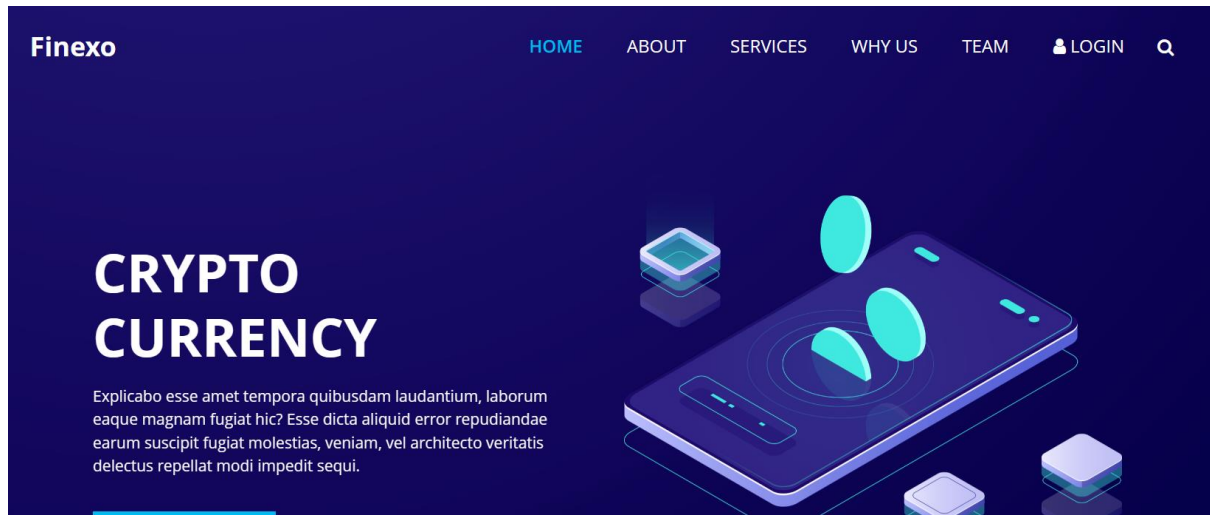 Finexo
HOME ABOUT SERVICES WHY US TEAM LOGIN
CRYPTO
CURRENCY
Explicabo esse amet tempora quibusdam laudantium, laborum
eaque magnam fugiat hic? Esse dicta aliquid error repudiandae
earum suscipit fugiat molestias, veniam, vel architecto veritatis
delectus repellat modi impedit sequi.